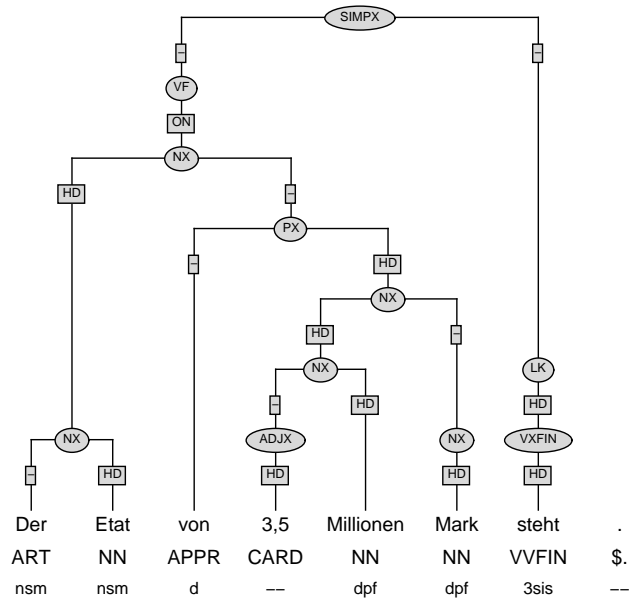 SIMPX
– –
VF
ON
NX
HD –
PX
– HD
NX
HD –
NX LK
– HD HD
NX ADJX NX VXFIN
– HD HD HD HD
Der Etat von 3,5 Millionen Mark steht .
ART NN APPR CARD NN NN VVFIN $.
nsm nsm d –– dpf dpf 3sis ––